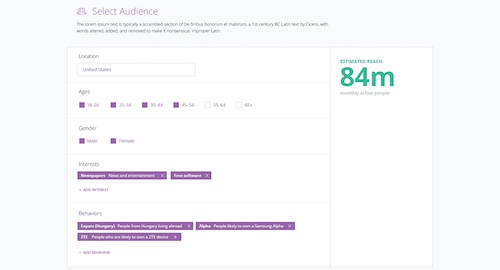 Select Audience
The lorem ipsum text is typically a scrambled section of De finibus bonorum et malorum, a 1st-century BC Latin text by Cicero, with
words altered, added, and removed to make it nonsensical, improper Latin.
Location
United States
ESTIMATED REACH
84m
monthly active people
Ages
18-24 25-34 35-44 45-54 55-64 65+
Gender
Male Female
Interests
Newspapers News and entertainment x Free software x
+ ADD INTEREST
Behaviors
Expats (Hungary) People from Hungary living abroad x Alpha People likely to own a Samsung Alpha x
ZTE People who are likely to own a ZTE device x
+ ADD BEHAVIOR